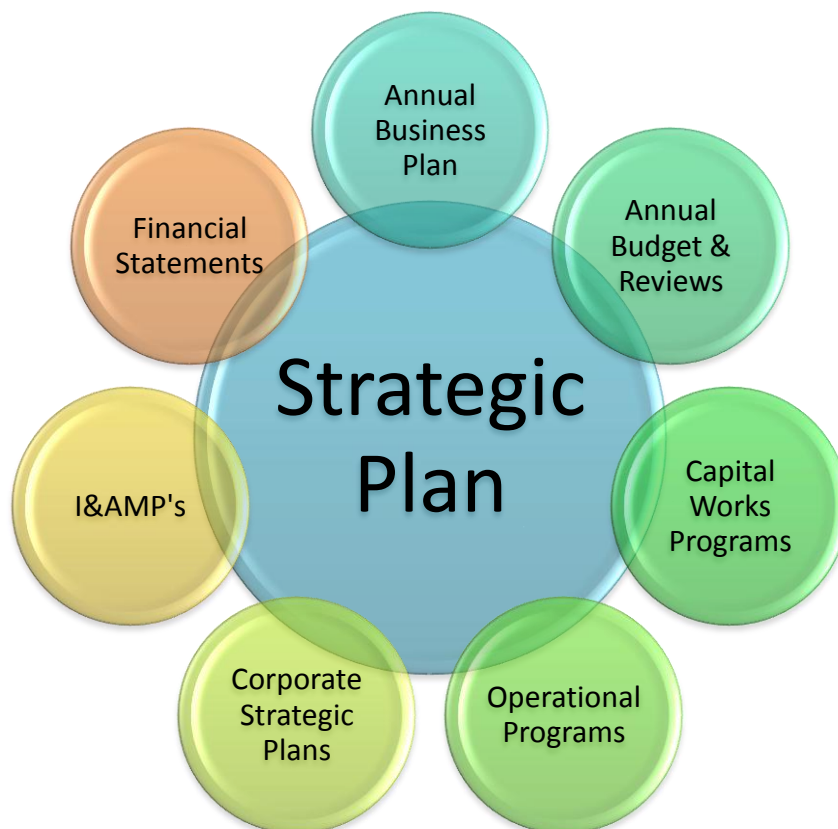 Annual
Business
Plan
Annual
Budget &
Reviews
Capital
Works
Programs
Operational
Programs
Corporate
Strategic
Plans
I&AMP's
Financial
Statements
Strategic
Plan